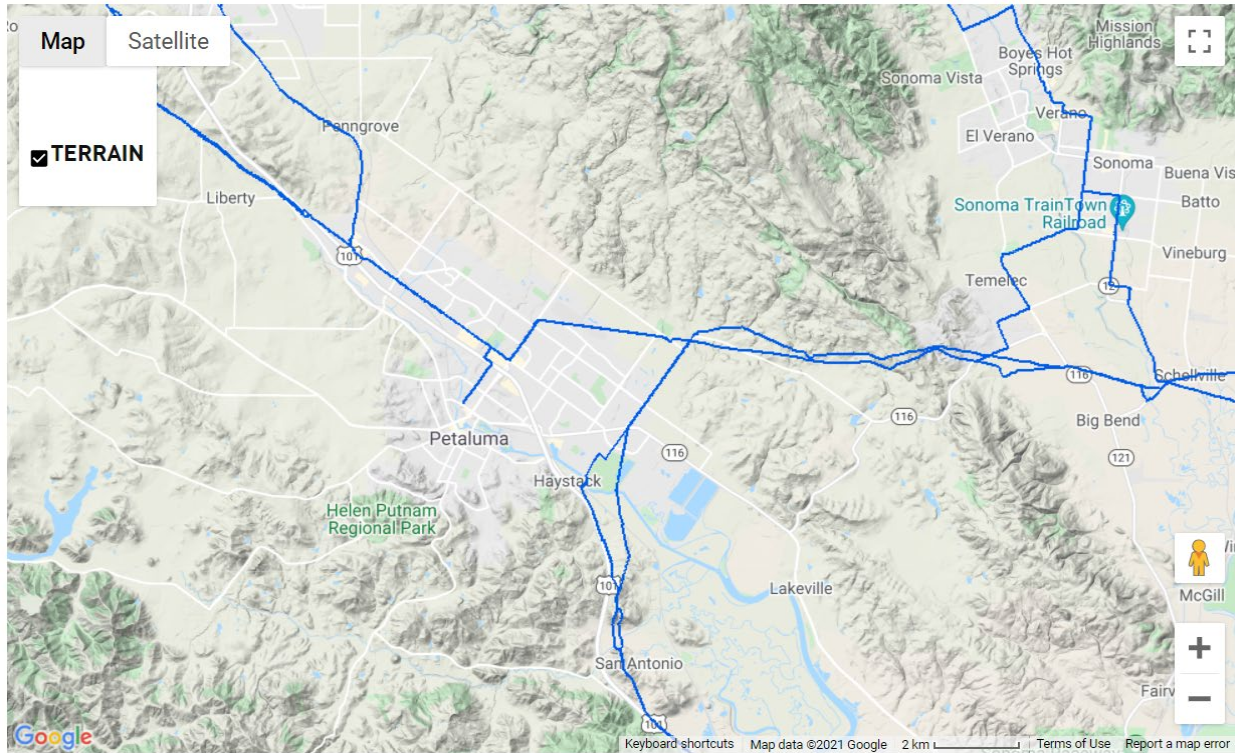 Map
Satellite
TERRAIN
Mission
Highlands
Boyes Hot
Springs
Sonoma Vista
Verano
El Verano
Penngrove
Sonoma
Buena Vis
Liberty
Sonoma TrainTown
Railroad
Batto
101
Vineburg
Temelec
12
116
Schellville
116
Big Bend
Petaluma
116
121
Haystack
Helen Putnam
Regional Park
101
Lakeville
McGill
San Antonio
Fairv
101
Google
Keyboard shortcuts
Map data ©2021 Google
2 km
Terms of Use
Report a map error